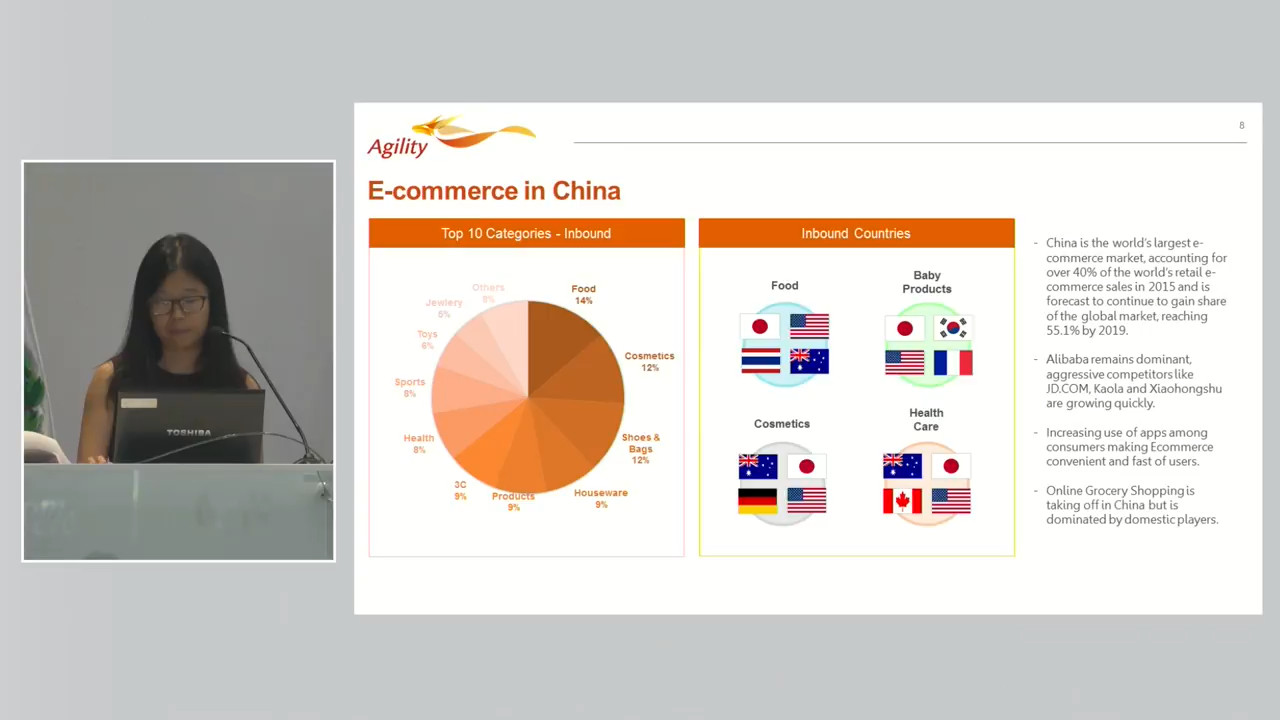 Agility
8
E-commerce in China
Top 10 Categories - Inbound
Others
8%
Food
14%
Jewlery
6%
Toys
6%
Cosmetics
12%
Sports
8%
Health
8%
Shoes &
Bags
12%
3C
9%
Products
9%
Houseware
9%
Inbound Countries
Food
Baby
Products
Cosmetics
Health
Care
- China is the world's largest e-
commerce market, accounting for
over 40% of the world's retail e-
commerce sales in 2015 and is
forecast to continue to gain share
of the global market, reaching
55.1% by 2019.
- Alibaba remains dominant,
aggressive competitors like
JD.COM, Kaola and Xiaohongshu
are growing quickly.
- Increasing use of apps among
consumers making Ecommerce
convenient and fast of users.
- Online Grocery Shopping is
taking off in China but is
dominated by domestic players.
TOSHIBA